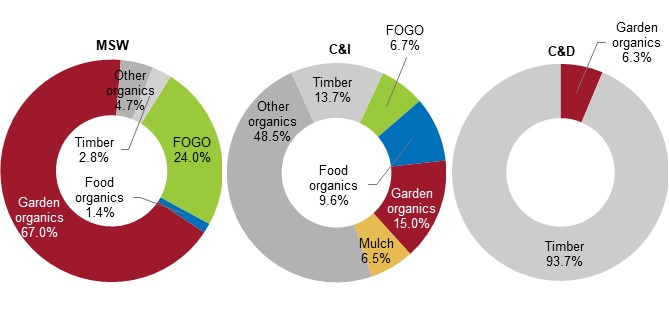 MSW
Other
organics
4.7%
Timber
2.8%
FOGO
24.0%
Food
organics
1.4%
Garden
organics
67.0%
C&I
FOGO
6.7%
Timber
13.7%
Other
organics
48.5%
Food
organics
9.6%
Garden
organics
15.0%
Mulch
6.5%
C&D
Garden
organics
6.3%
Timber
93.7%